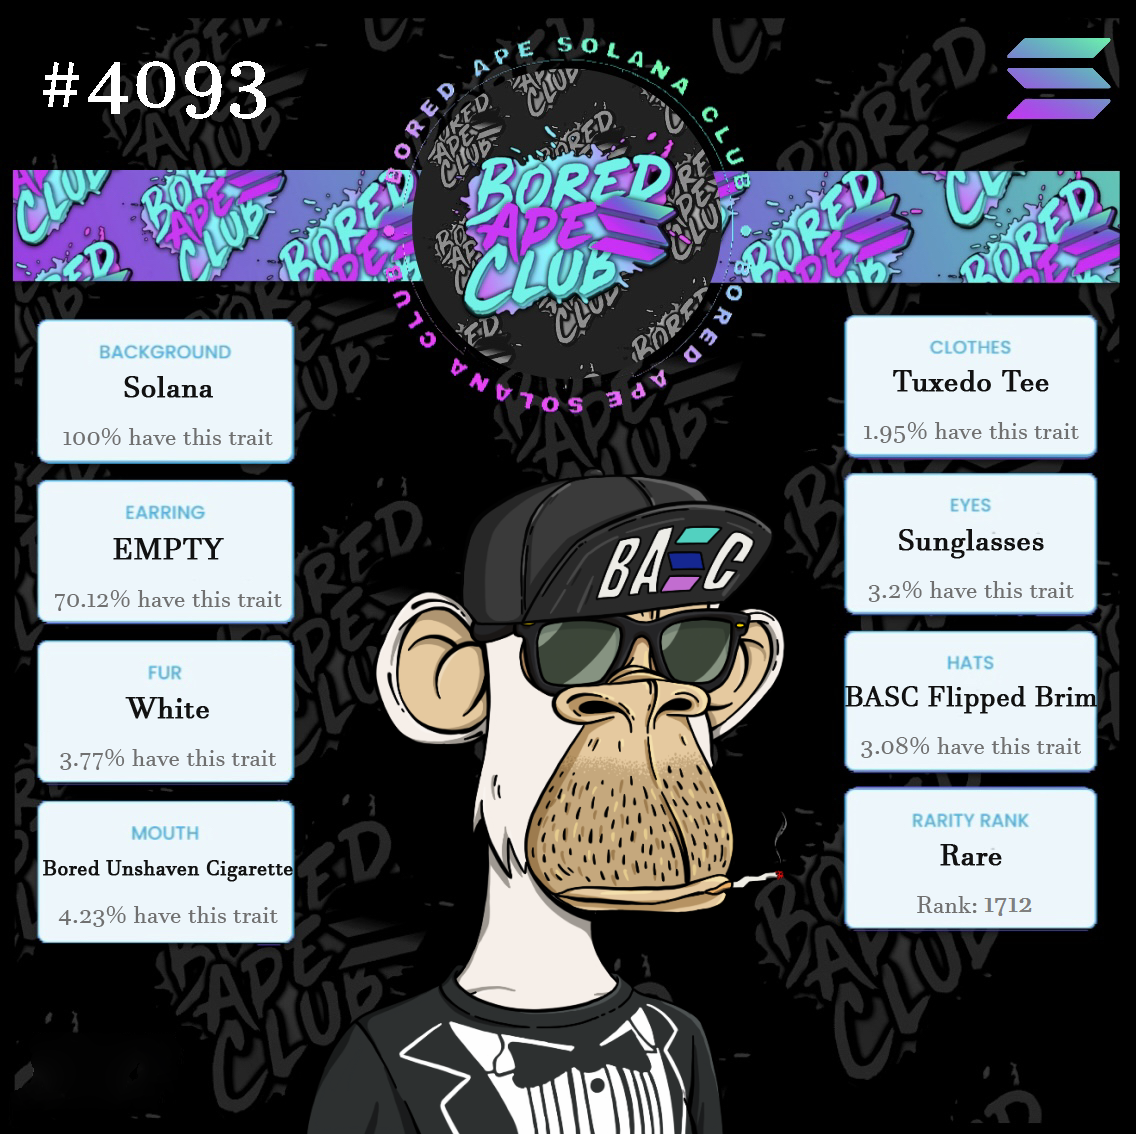 #4093
BORED APE SOLANA CLUB
BORED APE SOLANA CLUB
BORED
APE
CLUB
BACKGROUND
Solana
100% have this trait
EARRING
EMPTY
70.12% have this trait
FUR
White
3.77% have this trait
MOUTH
Bored Unshaven Cigarette
4.23% have this trait
CLOTHES
Tuxedo Tee
1.95% have this trait
EYES
Sunglasses
3.2% have this trait
HATS
BASC Flipped Brim
3.08% have this trait
RARITY RANK
Rare
Rank: 1712
BASC